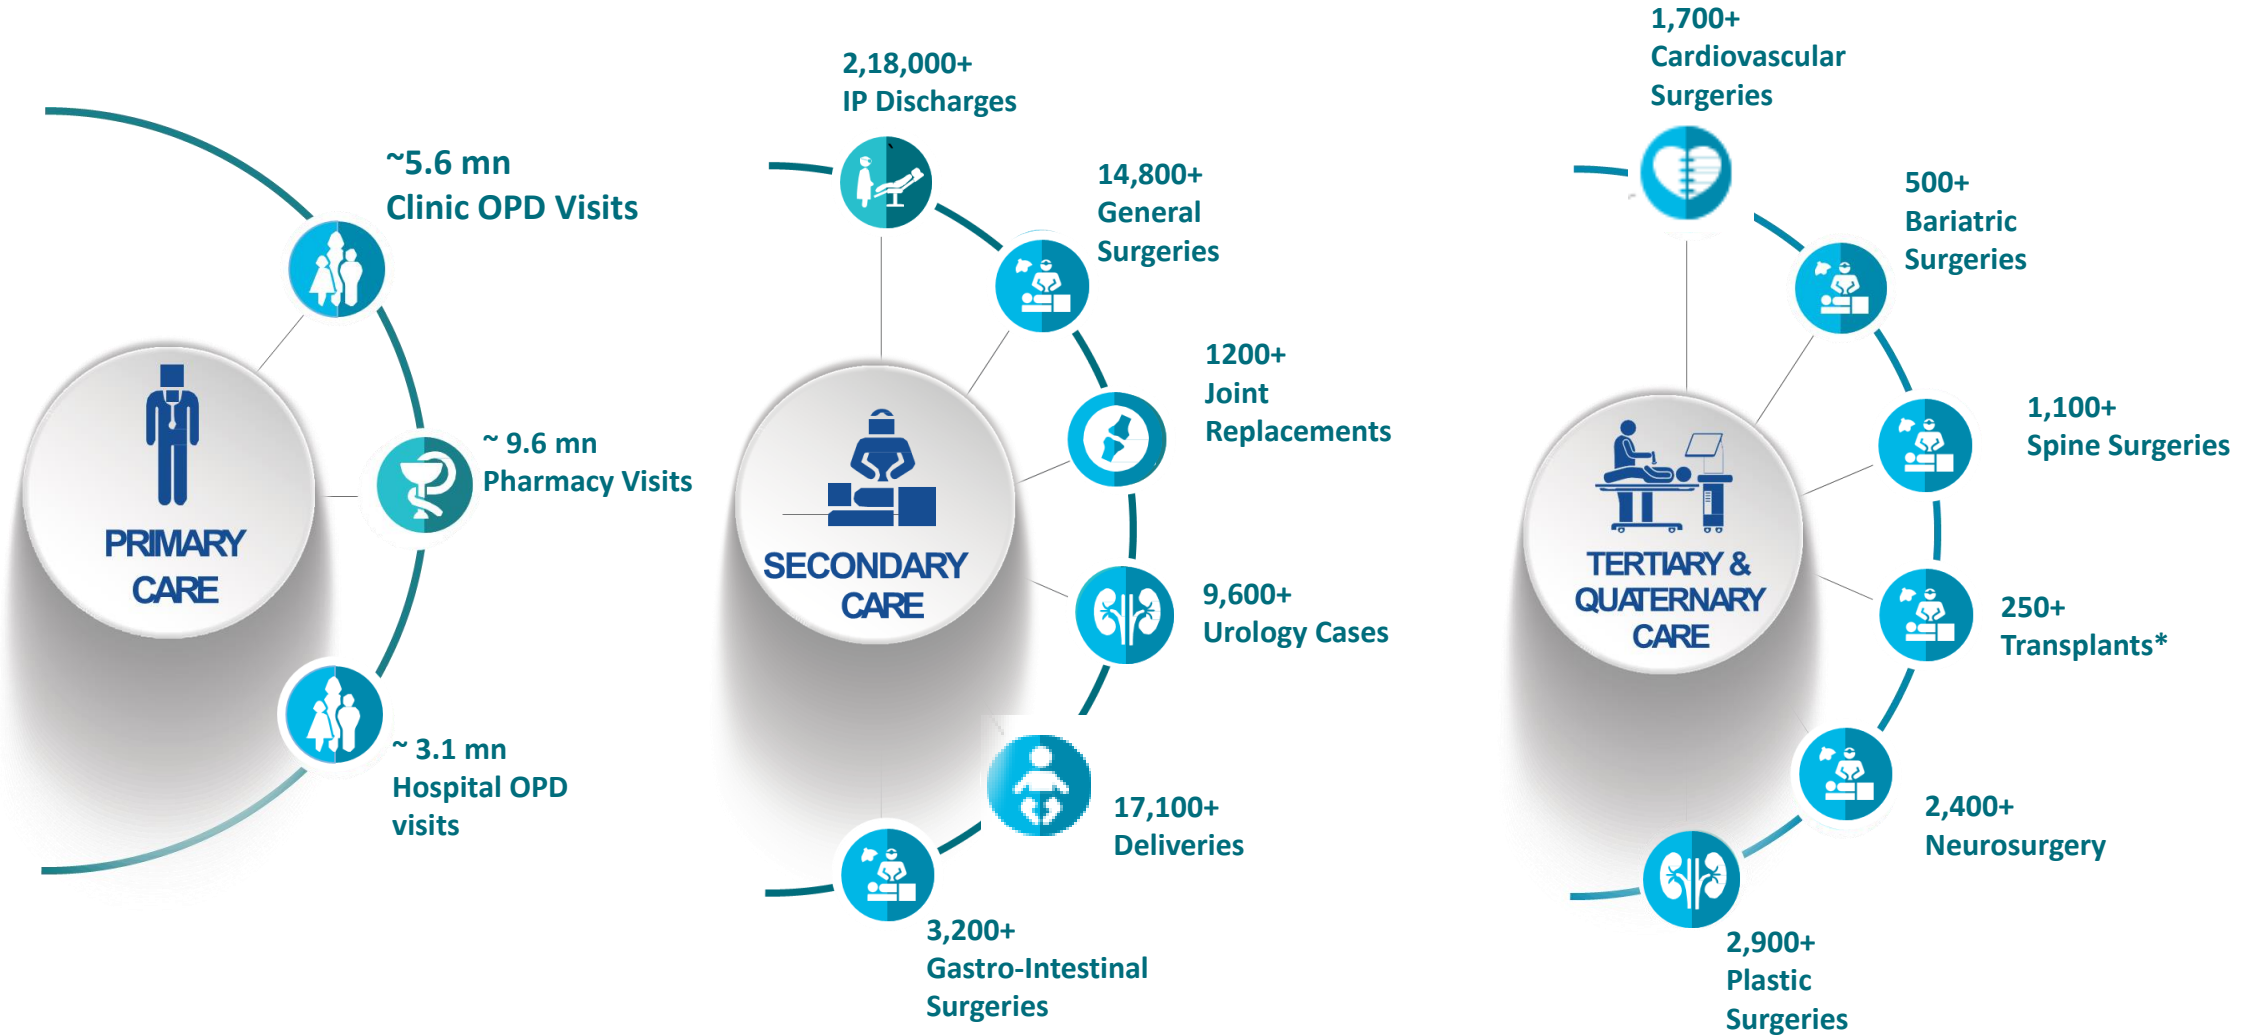 PRIMARY
CARE
~5.6 mn
Clinic OPD Visits
~ 9.6 mn
Pharmacy Visits
~ 3.1 mn
Hospital OPD
visits
SECONDARY
CARE
2,18,000+
IP Discharges
14,800+
General
Surgeries
1200+
Joint
Replacements
9,600+
Urology Cases
17,100+
Deliveries
3,200+
Gastro-Intestinal
Surgeries
TERTIARY &
QUATERNARY
CARE
1,700+
Cardiovascular
Surgeries
500+
Bariatric
Surgeries
1,100+
Spine Surgeries
250+
Transplants*
2,400+
Neurosurgery
2,900+
Plastic
Surgeries